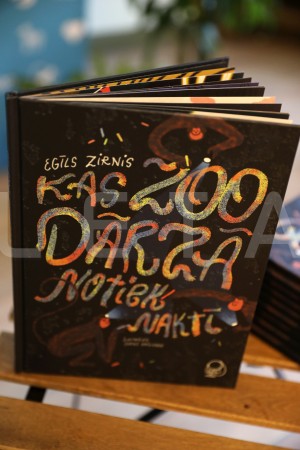 EGILS ZIRNIS
KAS ZOO
DĀRZĀ
NOTIEK
NAKTĪ